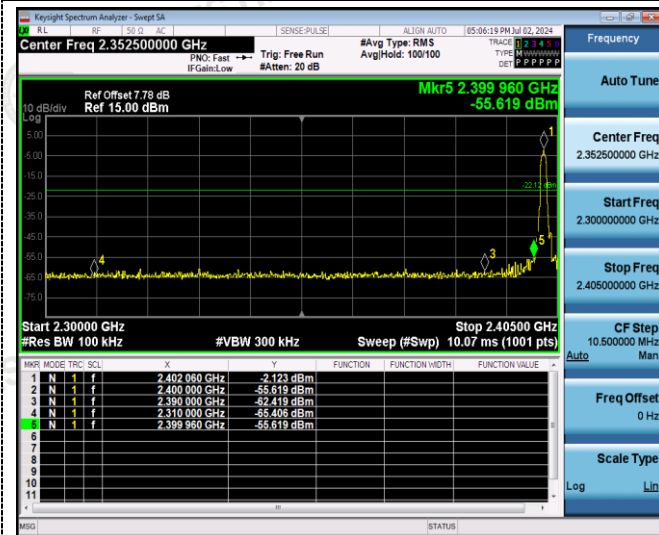 Keysight Spectrum Analyzer - Swept SA
RL RF 50 Ω AC SENSE:PULSE ALIGN AUTO 05:06:19 PM Jul 02, 2024
Center Freq 2.352500000 GHz
PNO: Fast
IFGain:Low
Trig: Free Run
#Atten: 20 dB
#Avg Type: RMS
Avg|Hold: 100/100
TRACE 1 2 3 4 5 6
TYPE M W W W W W
DET P P P P P P
Ref Offset 7.78 dB
Ref 15.00 dBm
10 dB/div
Log
Mkr5 2.399 960 GHz
-55.619 dBm
5.00
-5.00
-15.0
-25.0
-35.0
-45.0
-55.0
-65.0
-75.0
1
-22.12 dBm
5
3
4
Start 2.30000 GHz Stop 2.40500 GHz
#Res BW 100 kHz #VBW 300 kHz Sweep (#Swp) 10.07 ms (1001 pts)
MKR MODE TRC SCL X Y FUNCTION FUNCTION WIDTH FUNCTION VALUE
1 N 1 f 2.402 060 GHz -2.123 dBm
2 N 1 f 2.400 000 GHz -55.619 dBm
3 N 1 f 2.390 000 GHz -62.419 dBm
4 N 1 f 2.310 000 GHz -65.406 dBm
5 N 1 f 2.399 960 GHz -55.619 dBm
6
7
8
9
10
11
MSG STATUS
Frequency
Auto Tune
Center Freq
2.352500000 GHz
Start Freq
2.300000000 GHz
Stop Freq
2.405000000 GHz
CF Step
10.500000 MHz
Auto Man
Freq Offset
0 Hz
Scale Type
Log Lin